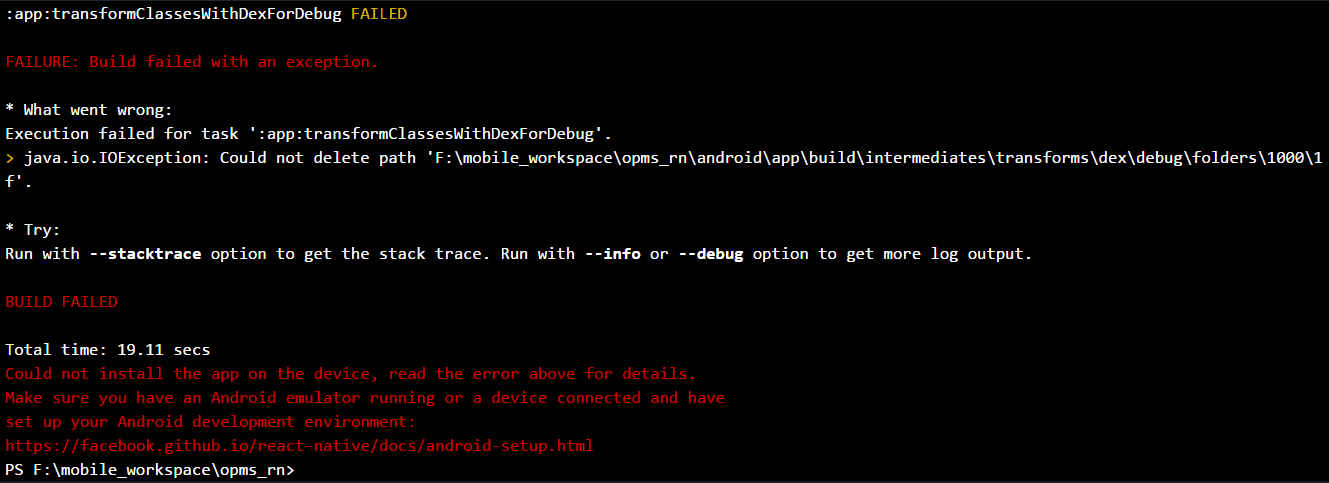 :app:transformClassesWithDexForDebug FAILED
FAILURE: Build failed with an exception.
* What went wrong:
Execution failed for task ':app:transformClassesWithDexForDebug'.
> java.io.IOException: Could not delete path 'F:\mobile_workspace\opms_rn\android\app\build\intermediates\transforms\dex\debug\folders\1000\1
f'.
* Try:
Run with --stacktrace option to get the stack trace. Run with --info or --debug option to get more log output.
BUILD FAILED
Total time: 19.11 secs
Could not install the app on the device, read the error above for details.
Make sure you have an Android emulator running or a device connected and have
set up your Android development environment:
https://facebook.github.io/react-native/docs/android-setup.html
PS F:\mobile_workspace\opms_rn>